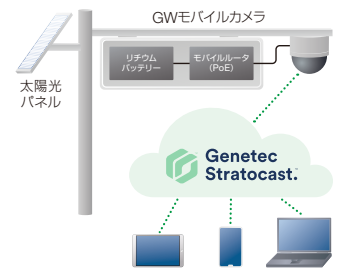 GWモバイルカメラ
リチウム
バッテリー
モバイルルータ
（PoE）
太陽光
パネル
Genetec
Stratocast.™